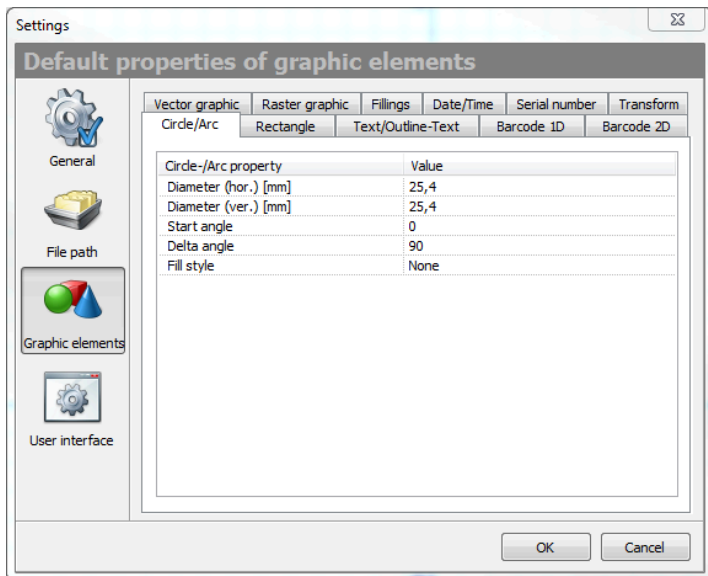 Settings
Default properties of graphic elements
General
File path
Graphic elements
User interface
Vector graphic Raster graphic Fillings Date/Time Serial number Transform
Circle/Arc Rectangle Text/Outline-Text Barcode 1D Barcode 2D
Circle-/Arc property Value
Diameter (hor.) [mm] 25,4
Diameter (ver.) [mm] 25,4
Start angle 0
Delta angle 90
Fill style None
OK Cancel